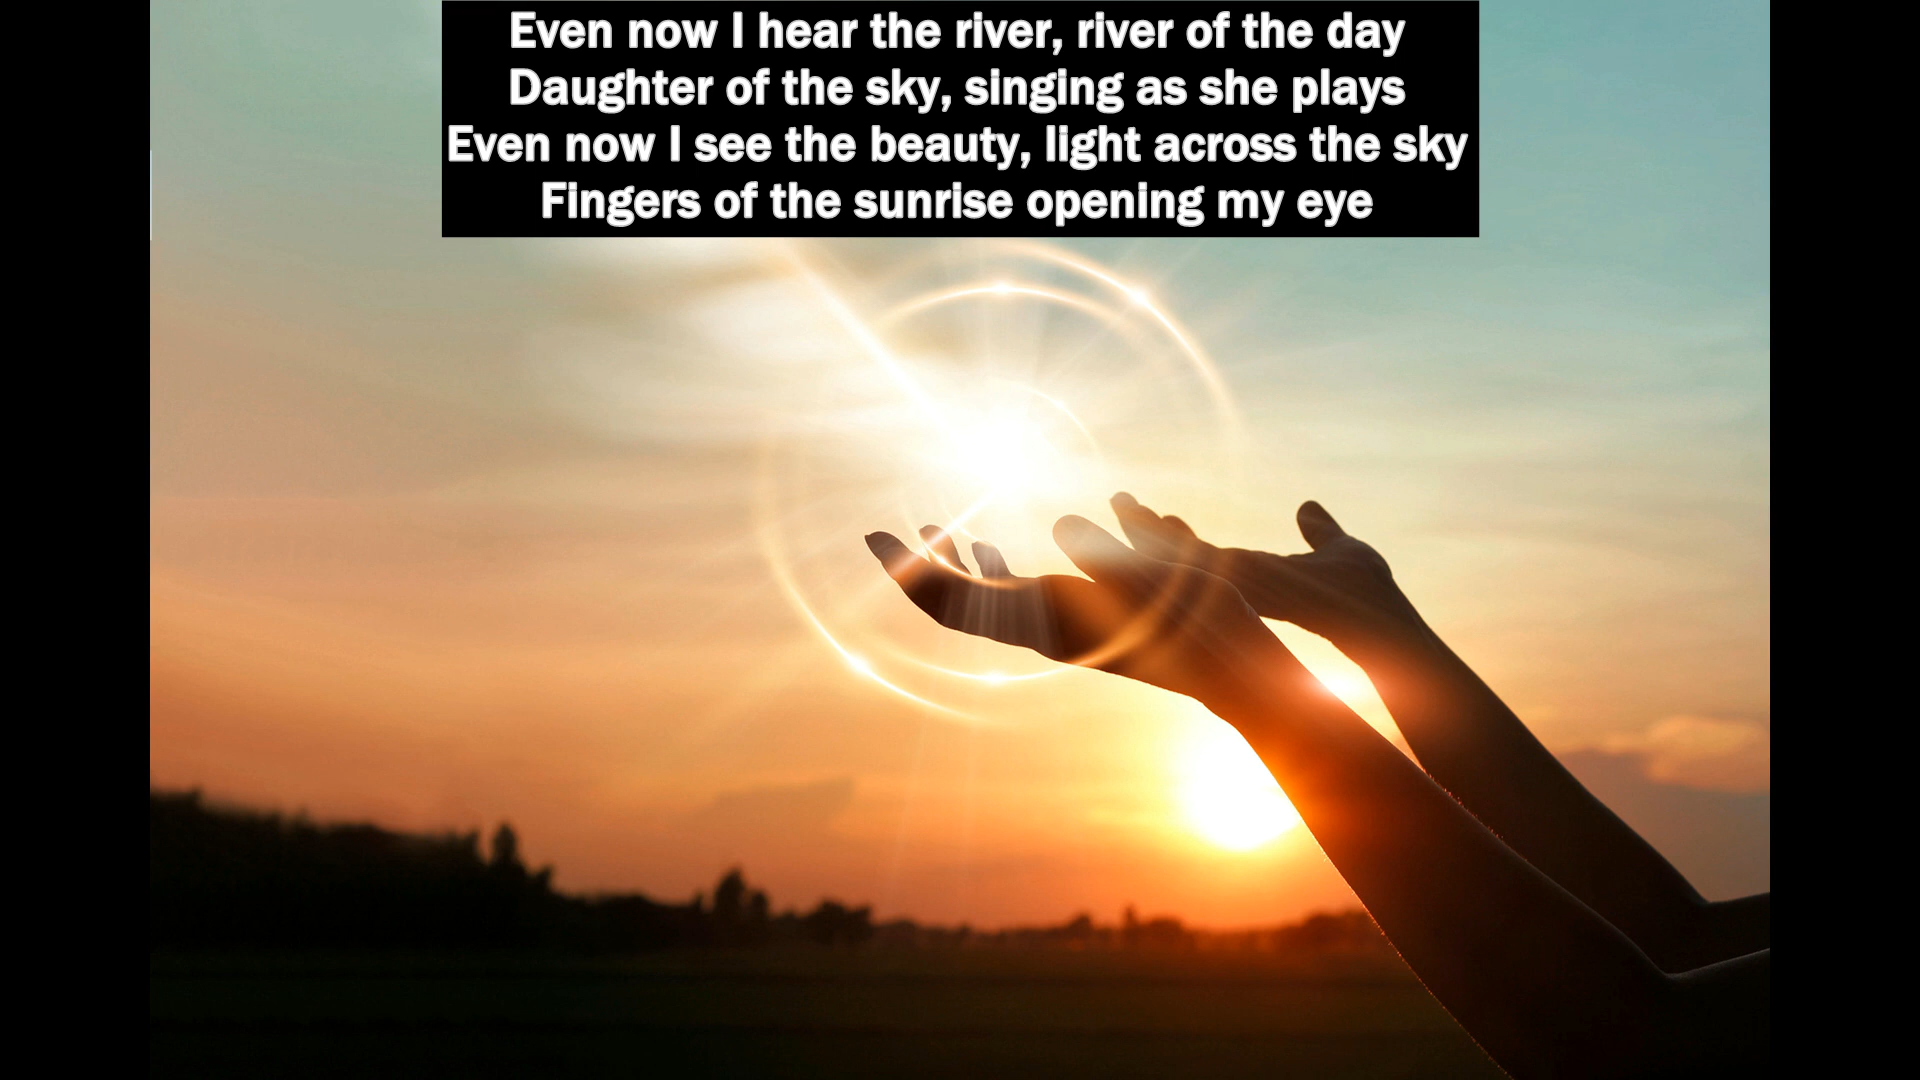 Even now I hear the river, river of the day
Daughter of the sky, singing as she plays
Even now I see the beauty, light across the sky
Fingers of the sunrise opening my eye